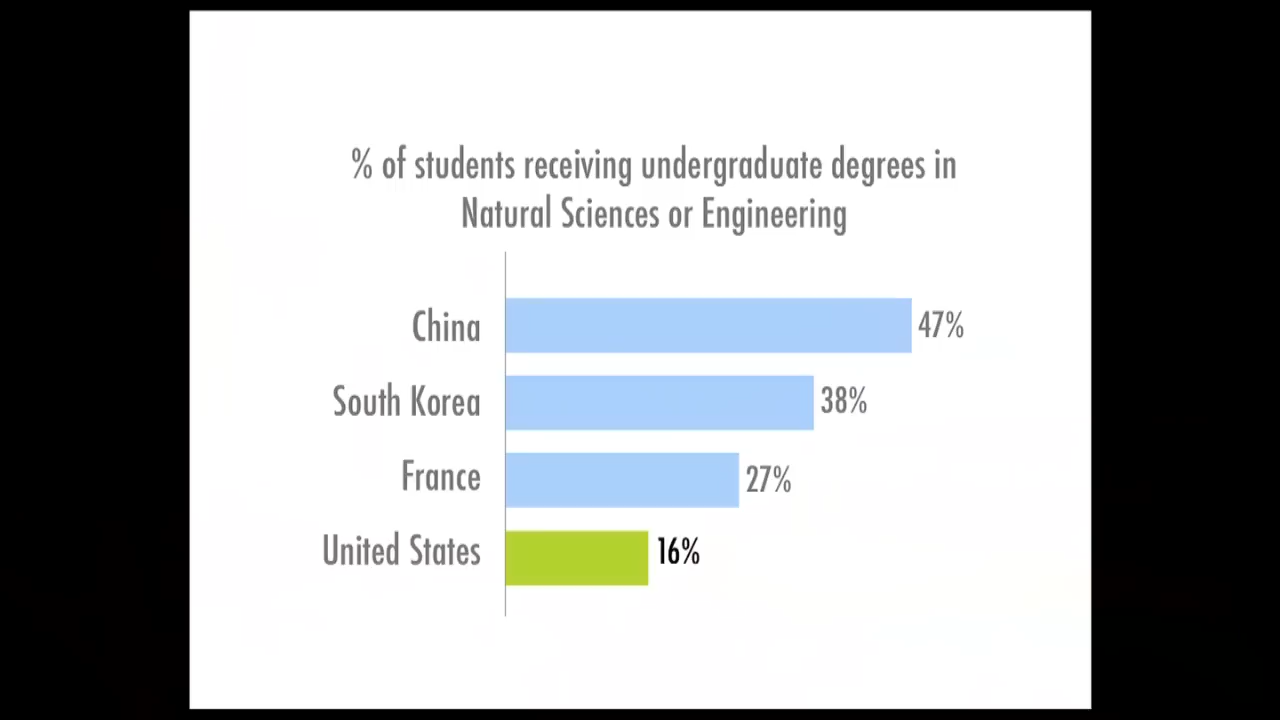 % of students receiving undergraduate degrees in
Natural Sciences or Engineering
China 47%
South Korea 38%
France 27%
United States 16%